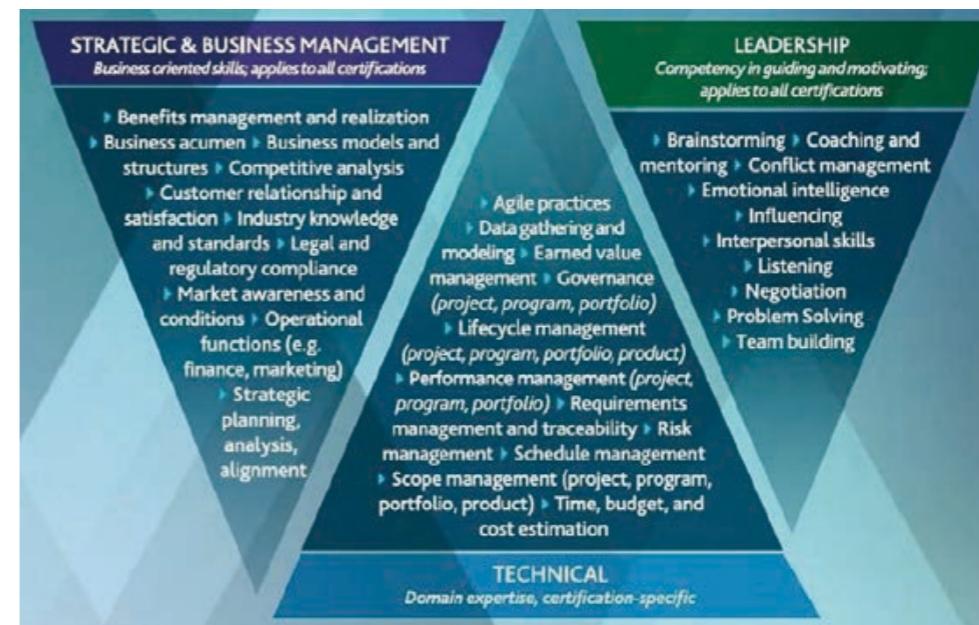 STRATEGIC & BUSINESS MANAGEMENT
Business oriented skills; applies to all certifications
Benefits management and realization
Business acumen Business models and
structures Competitive analysis
Customer relationship and
satisfaction Industry knowledge
and standards Legal and
regulatory compliance
Market awareness and
conditions Operational
functions (e.g.
finance, marketing)
Strategic
planning,
analysis,
alignment
Agile practices
Data gathering and
modeling Earned value
management Governance
(project, program, portfolio)
Lifecycle management
(project, program, portfolio, product)
Performance management (project,
program, portfolio) Requirements
management and traceability Risk
management Schedule management
Scope management (project, program,
portfolio, product) Time, budget, and
cost estimation
TECHNICAL
Domain expertise, certification-specific
LEADERSHIP
Competency in guiding and motivating;
applies to all certifications
Brainstorming Coaching and
mentoring Conflict management
Emotional intelligence
Influencing
Interpersonal skills
Listening
Negotiation
Problem Solving
Team building